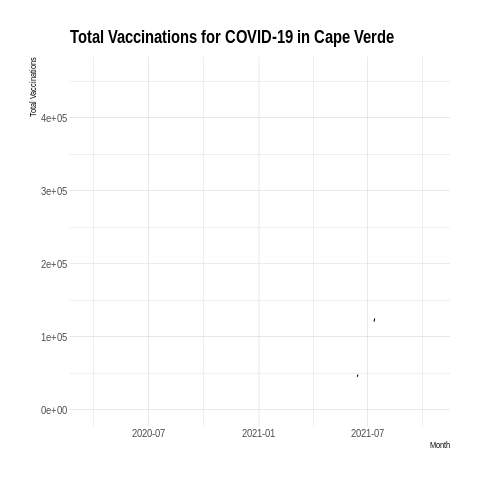 Total Vaccinations for COVID-19 in Cape Verde
Total Vaccinations
4e+05
3e+05
2e+05
1e+05
0e+00
2020-07 2021-01 2021-07
Month